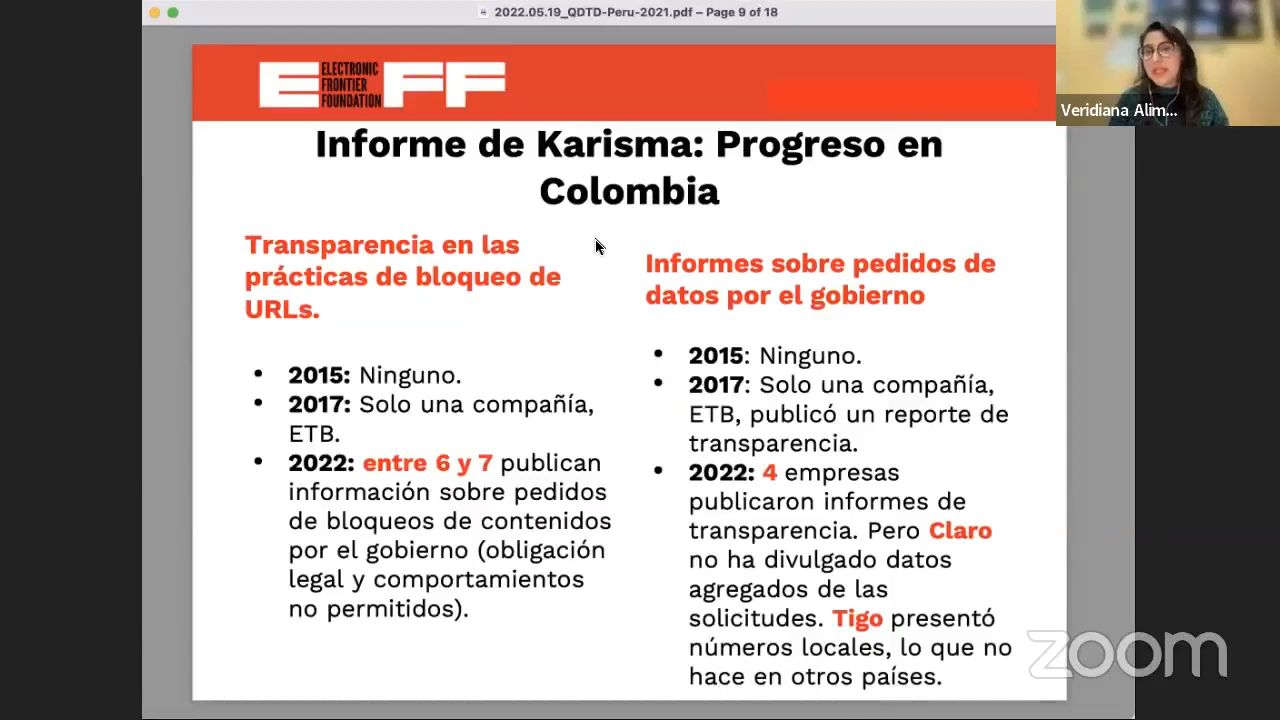 2022.05.19_QDTD-Peru-2021.pdf – Page 9 of 18
EFF
ELECTRONIC
FRONTIER
FOUNDATION
Veridiana Alim...
Informe de Karisma: Progreso en
Colombia
Transparencia en las
prácticas de bloqueo de
URLs.
• 2015: Ninguno.
• 2017: Solo una compañía,
ETB.
• 2022: entre 6 y 7 publican
información sobre pedidos
de bloqueos de contenidos
por el gobierno (obligación
legal y comportamientos
no permitidos).
Informes sobre pedidos de
datos por el gobierno
• 2015: Ninguno.
• 2017: Solo una compañía,
ETB, publicó un reporte de
transparencia.
• 2022: 4 empresas
publicaron informes de
transparencia. Pero Claro
no ha divulgado datos
agregados de las
solicitudes. Tigo presentó
números locales, lo que no
hace en otros países.
zoom